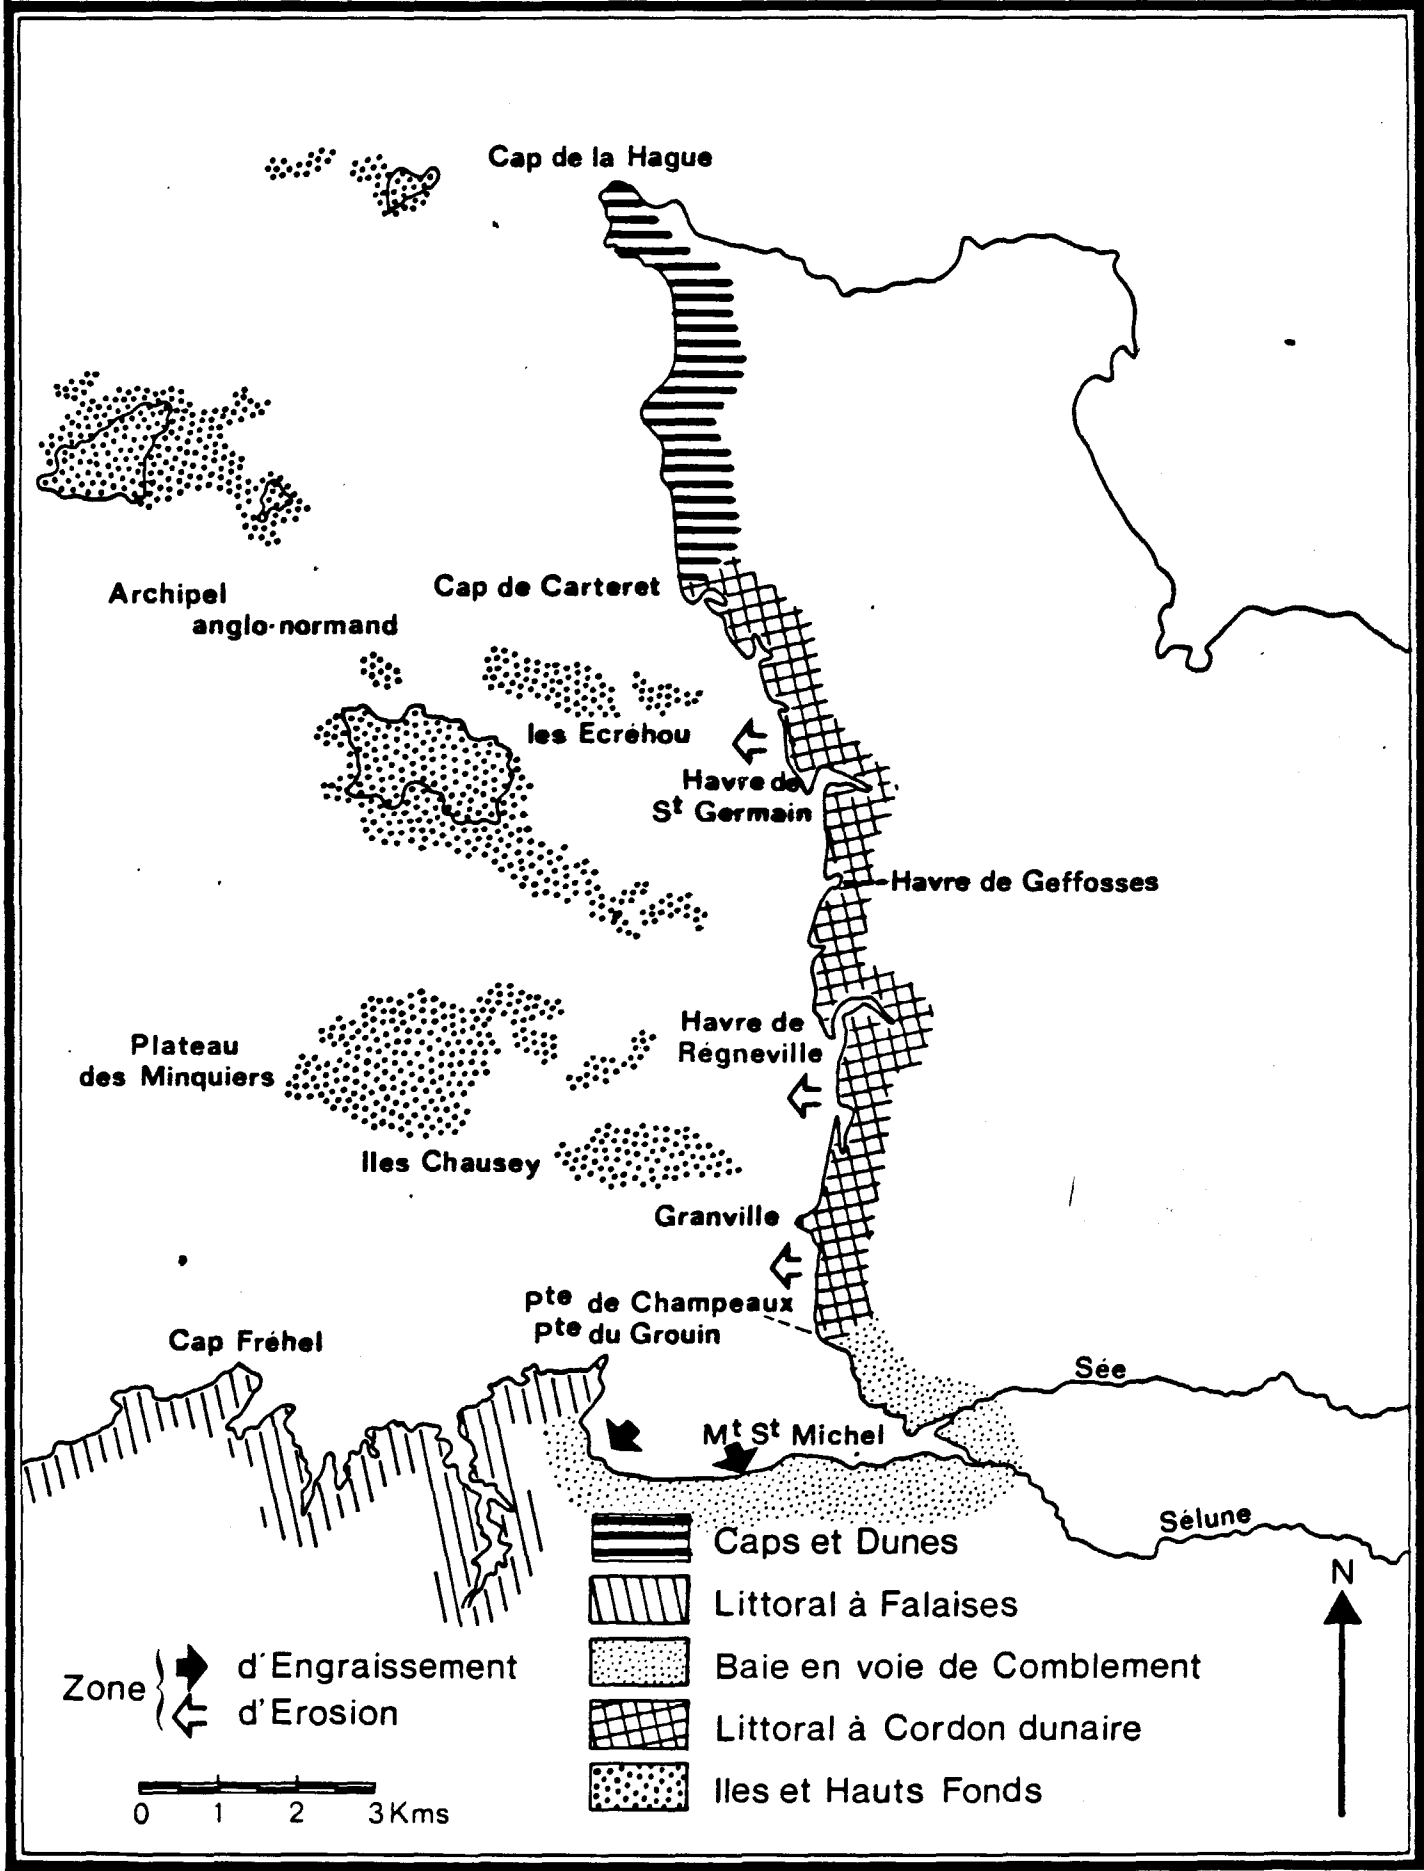 Cap de la Hague
Archipel
anglo-normand
Cap de Carteret
les Ecréhou
Havre de
St Germain
Havre de Geffosses
Plateau
des Minquiers
Havre de
Régneville
Iles Chausey
Granville
Pte de Champeaux
Pte du Grouin
Cap Fréhel
Sée
Mt St Michel
Sélune
Caps et Dunes
Littoral à Falaises
Baie en voie de Comblement
Littoral à Cordon dunaire
Iles et Hauts Fonds
Zone
d'Engraissement
d'Erosion
0 1 2 3 Kms
N